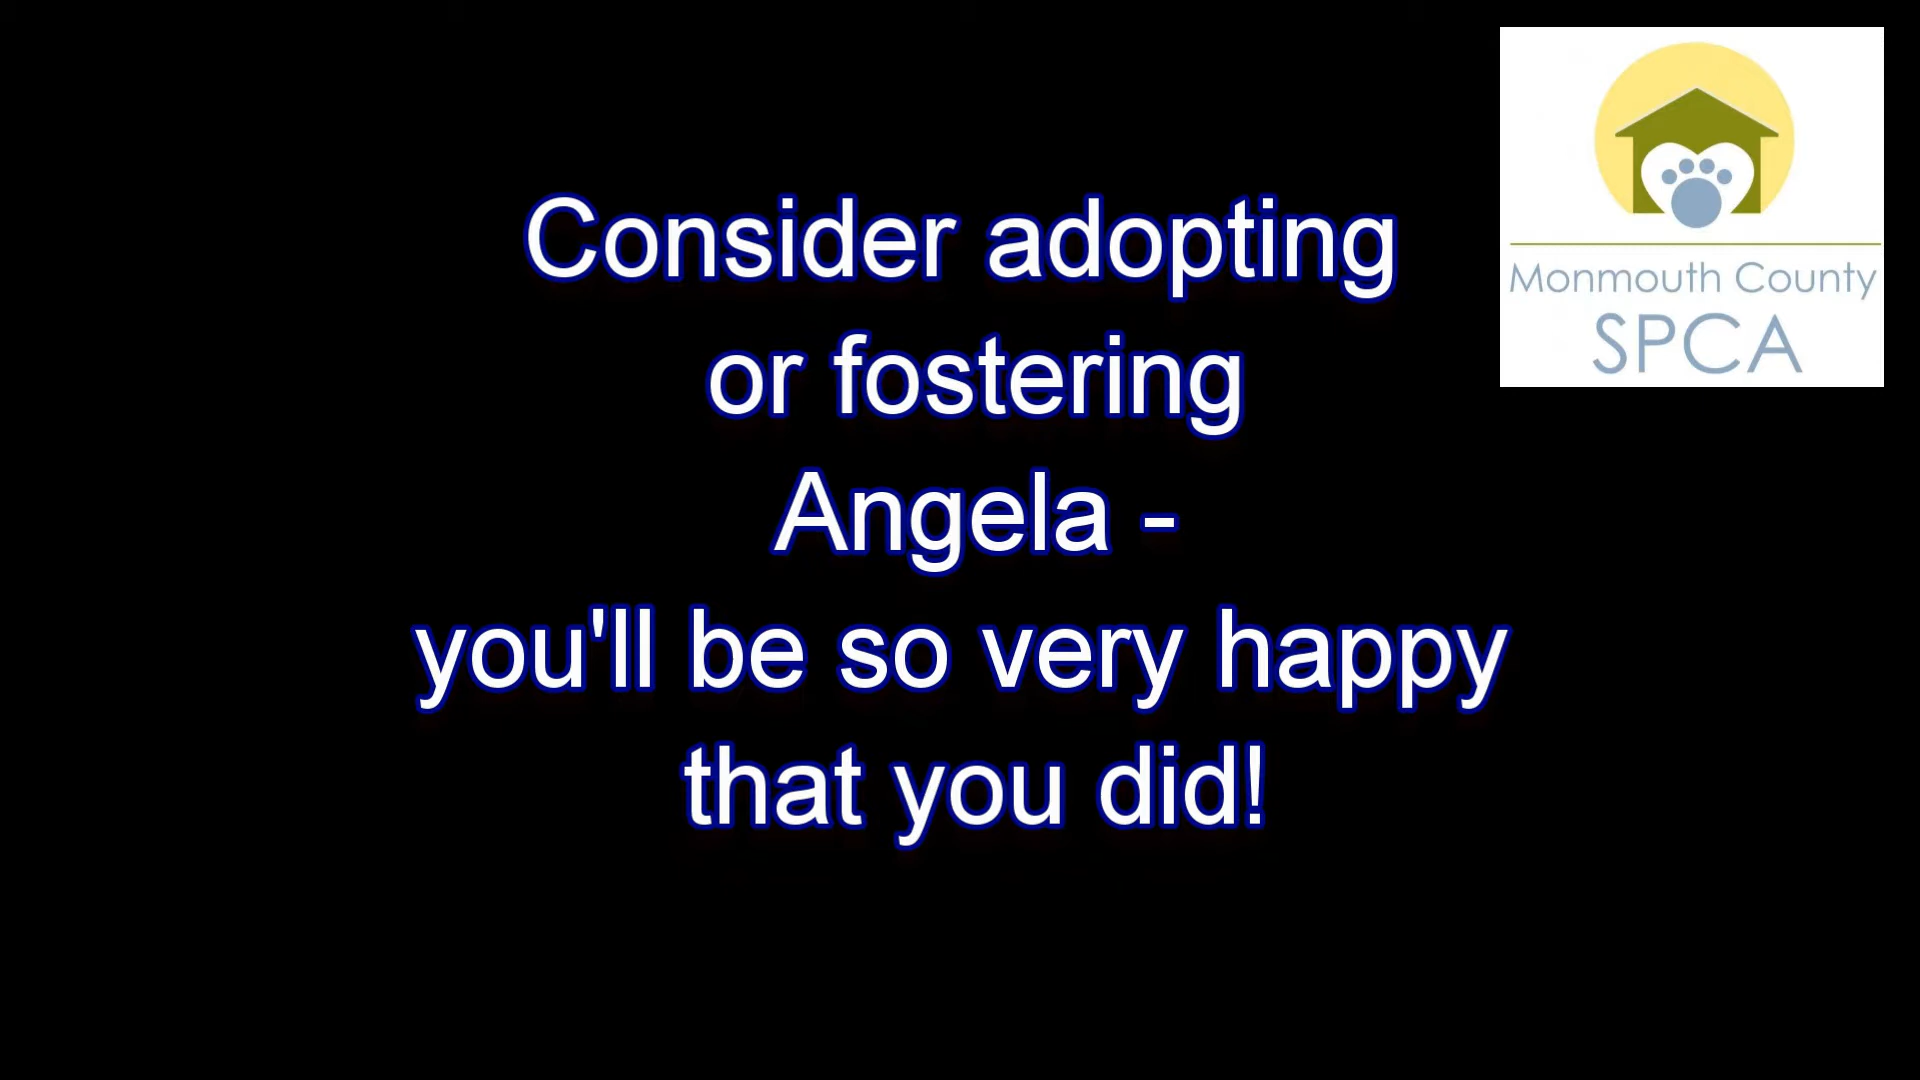 Consider adopting
or fostering
Angela -
you'll be so very happy
that you did!
Monmouth County
SPCA